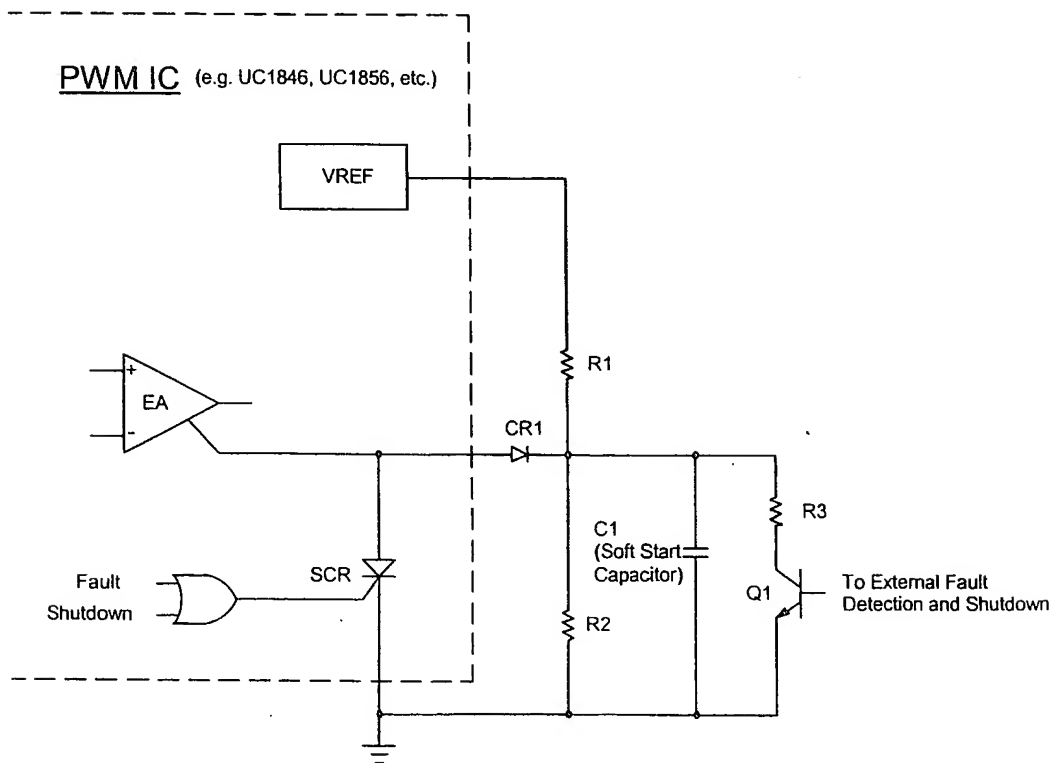 PWM IC (e.g. UC1846, UC1856, etc.)
VREF
R1
+
EA
-
CR1
R3
C1
(Soft Start
Capacitor)
Fault
Shutdown
SCR
Q1
To External Fault
Detection and Shutdown
R2